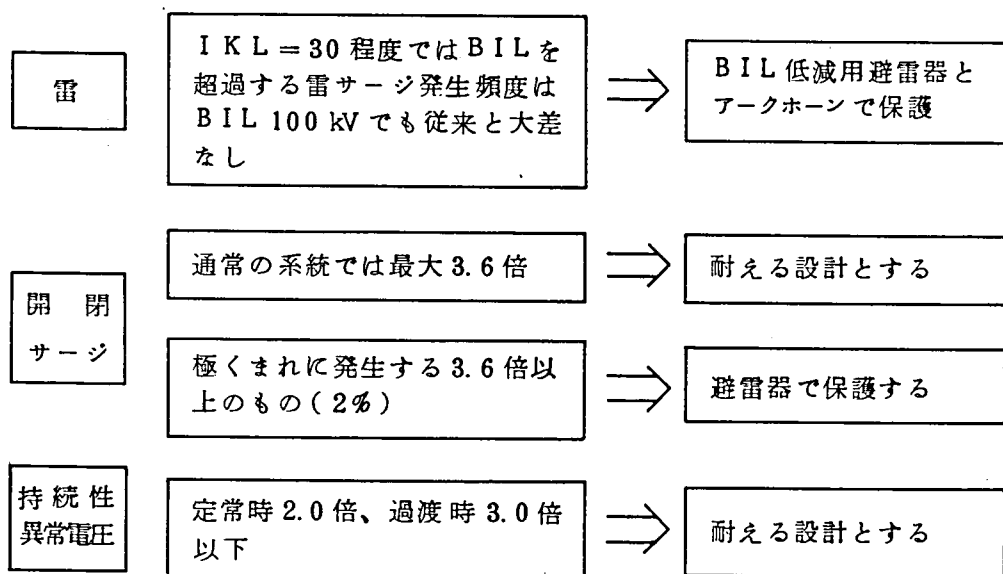 雷
IKL=30程度ではBILを
超過する雷サージ発生頻度は
BIL 100 kVでも従来と大差
なし
BIL低減用避雷器と
アークホーンで保護
開閉
サージ
通常の系統では最大3.6倍
耐える設計とする
極くまれに発生する3.6倍以
上のもの(2%)
避雷器で保護する
持続性
異常電圧
定常時2.0倍、過渡時3.0倍
以下
耐える設計とする